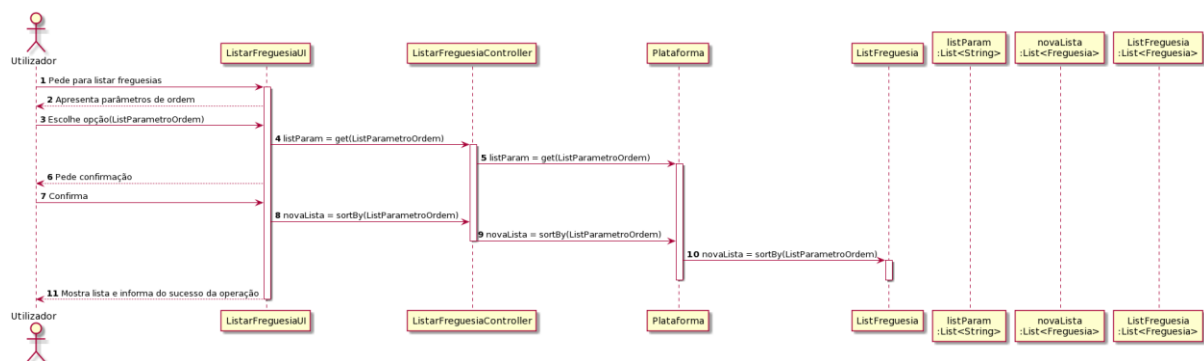 Utilizador
ListarFreguesiaUI
ListarFreguesiaController
Plataforma
ListFreguesia
listParam
:List<String>
novaLista
:List<Freguesia>
ListFreguesia
:List<Freguesia>
1 Pede para listar freguesias
2 Apresenta parâmetros de ordem
3 Escolhe opção(ListParametroOrdem)
4 listParam = get(ListParametroOrdem)
5 listParam = get(ListParametroOrdem)
6 Pede confirmação
7 Confirma
8 novaLista = sortBy(ListParametroOrdem)
9 novaLista = sortBy(ListParametroOrdem)
10 novaLista = sortBy(ListParametroOrdem)
11 Mostra lista e informa do sucesso da operação
Utilizador
ListarFreguesiaUI
ListarFreguesiaController
Plataforma
ListFreguesia
listParam
:List<String>
novaLista
:List<Freguesia>
ListFreguesia
:List<Freguesia>